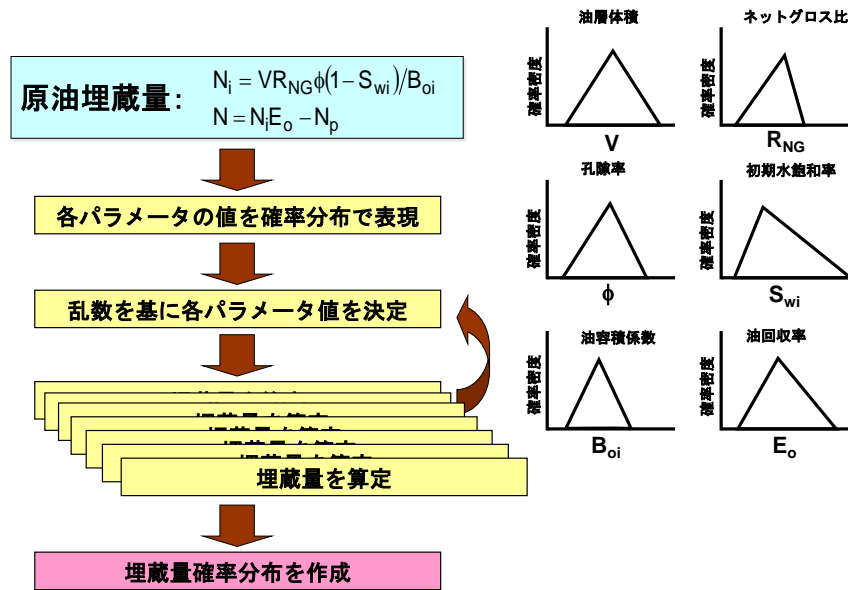 原油埋蔵量： N_i = VR_NGφ(1−S_wi)/B_oi
N = N_iE_o − N_p
各パラメータの値を確率分布で表現
乱数を基に各パラメータ値を決定
埋蔵量を算定
埋蔵量確率分布を作成
油層体積
確率密度
V
ネットグロス比
確率密度
R_NG
孔隙率
確率密度
φ
初期水飽和率
確率密度
S_wi
油容積係数
確率密度
B_oi
油回収率
確率密度
E_o